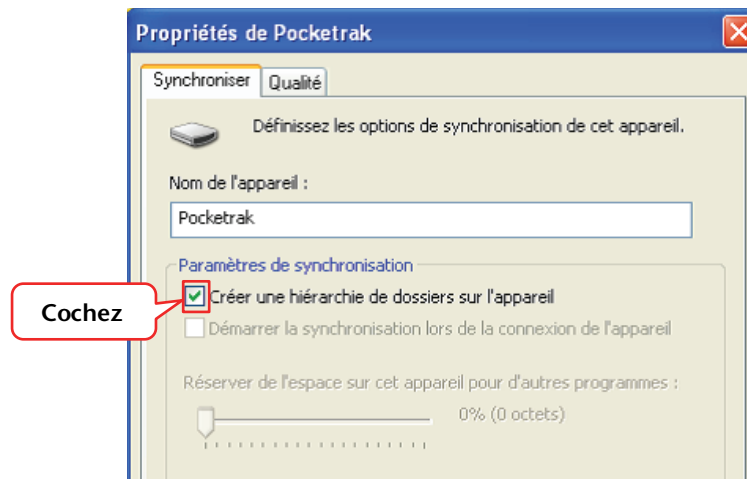 Propriétés de Pocketrak
Synchroniser
Qualité
Définissez les options de synchronisation de cet appareil.
Nom de l'appareil :
Pocketrak
Paramètres de synchronisation
Cochez
Créer une hiérarchie de dossiers sur l'appareil
Démarrer la synchronisation lors de la connexion de l'appareil
Réserver de l'espace sur cet appareil pour d'autres programmes :
0% (0 octets)